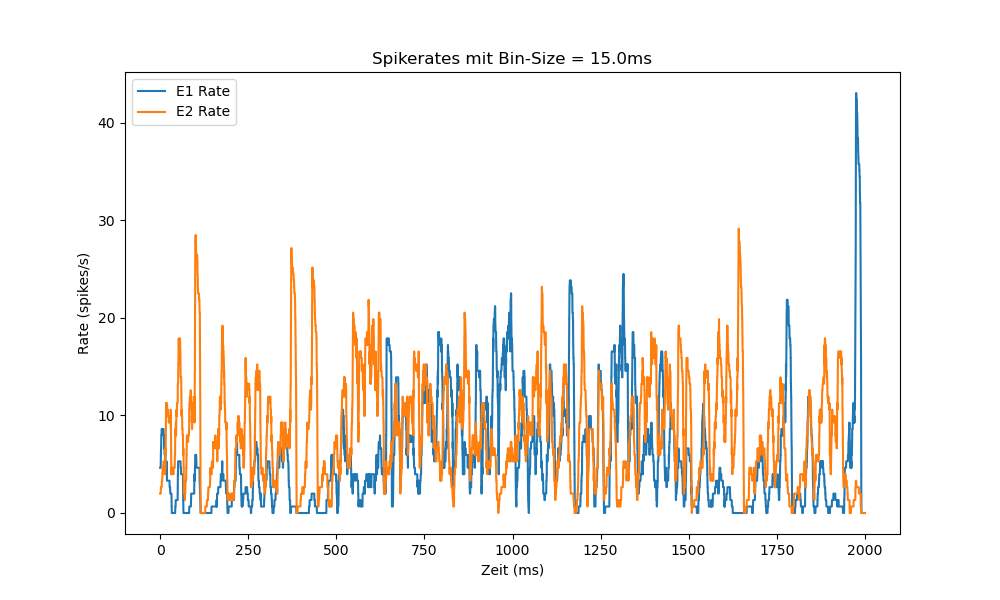 Spikerates mit Bin-Size = 15.0ms
E1 Rate
E2 Rate
Rate (spikes/s)
40
30
20
10
0
0 250 500 750 1000 1250 1500 1750 2000
Zeit (ms)